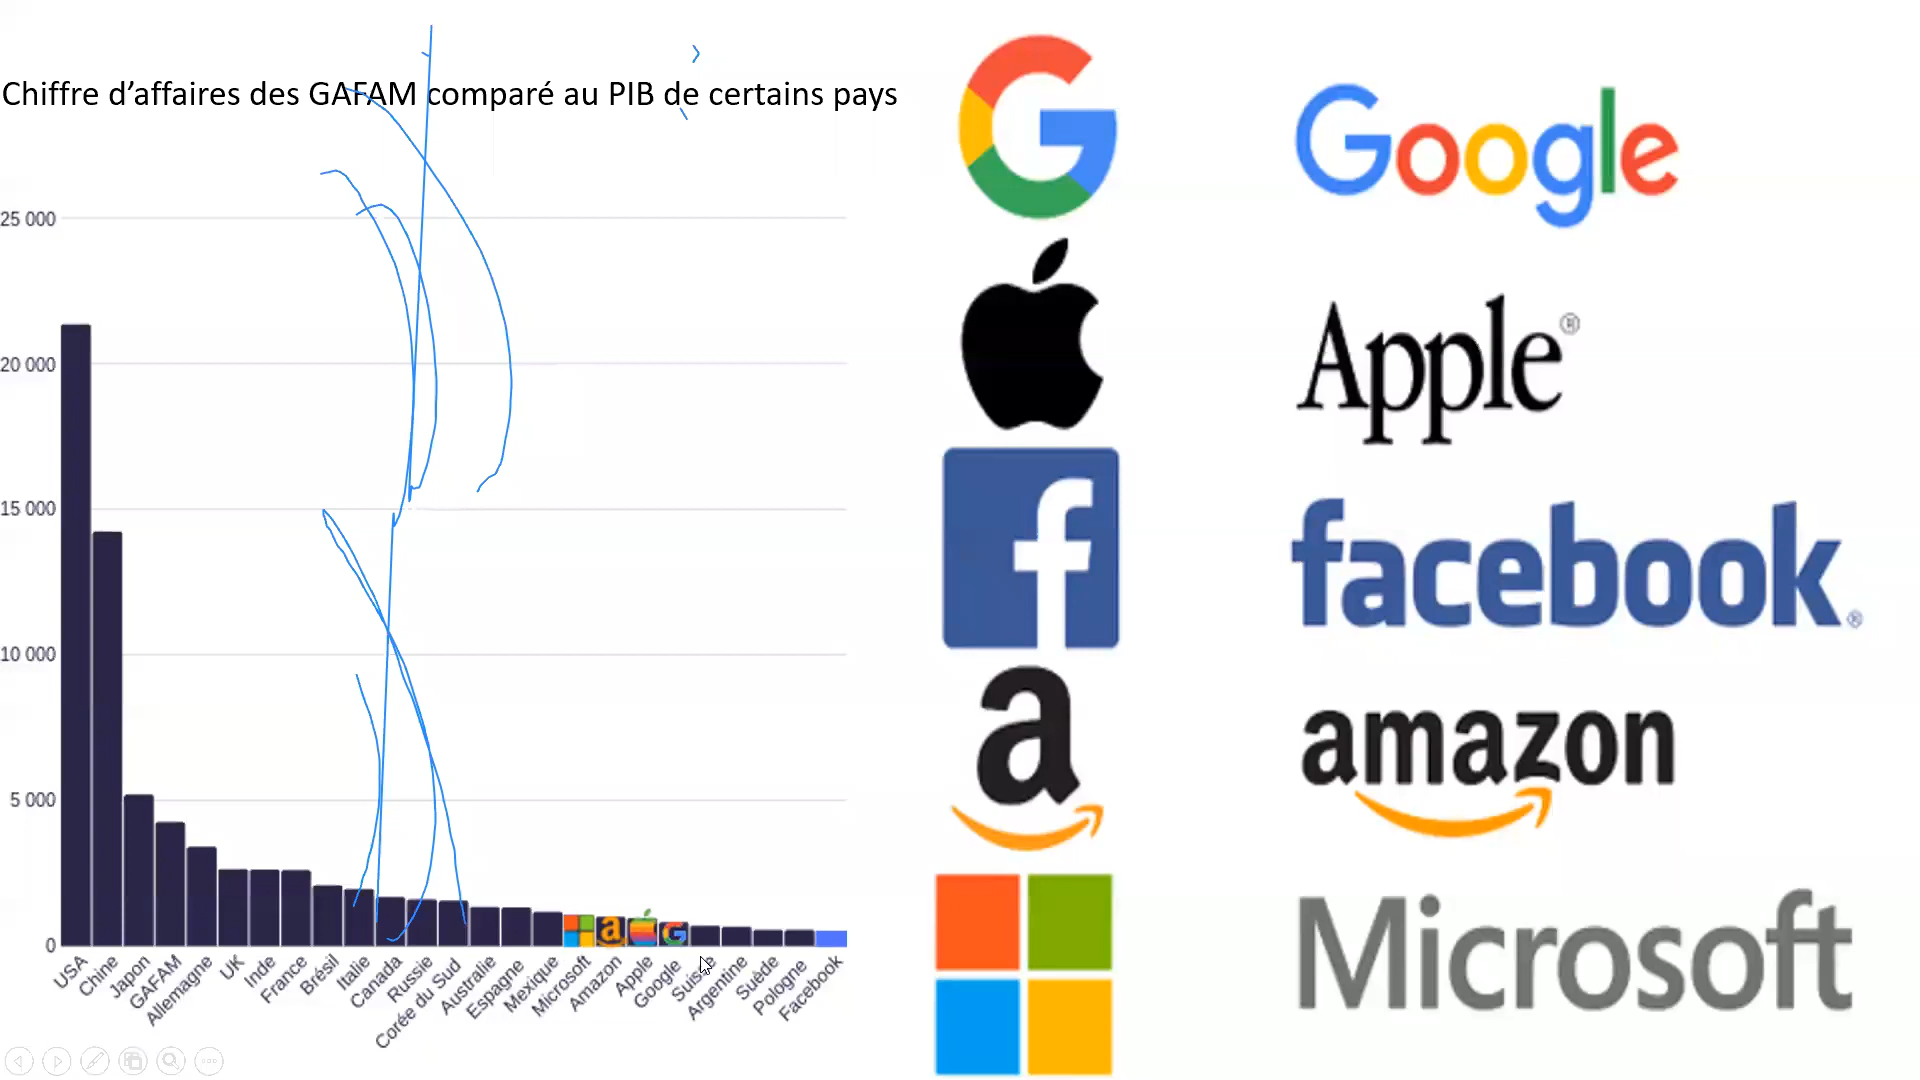 Chiffre d’affaires des GAFAM comparé au PIB de certains pays
25 000
20 000
15 000
10 000
5 000
0
USA
Chine
Japon
GAFAM
Allemagne
UK
Inde
France
Brésil
Italie
Canada
Russie
Corée du Sud
Australie
Espagne
Mexique
Microsoft
Amazon
Apple
Google
Suisse
Argentine
Suède
Pologne
Facebook
Google
Apple®
facebook®
amazon
Microsoft